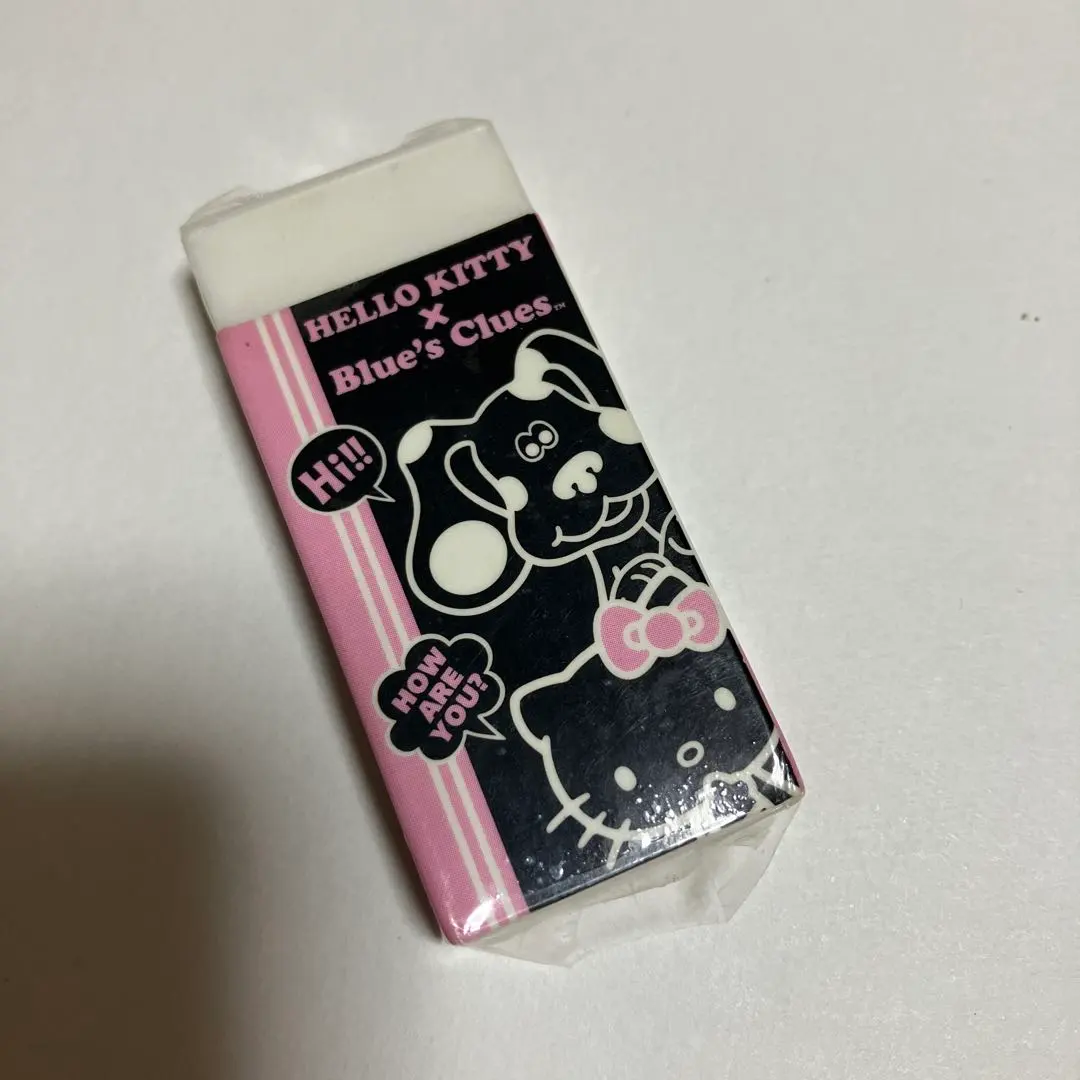 HELLO KITTY
×
Blue's Clues™
Hi!!
HOW
ARE
YOU?